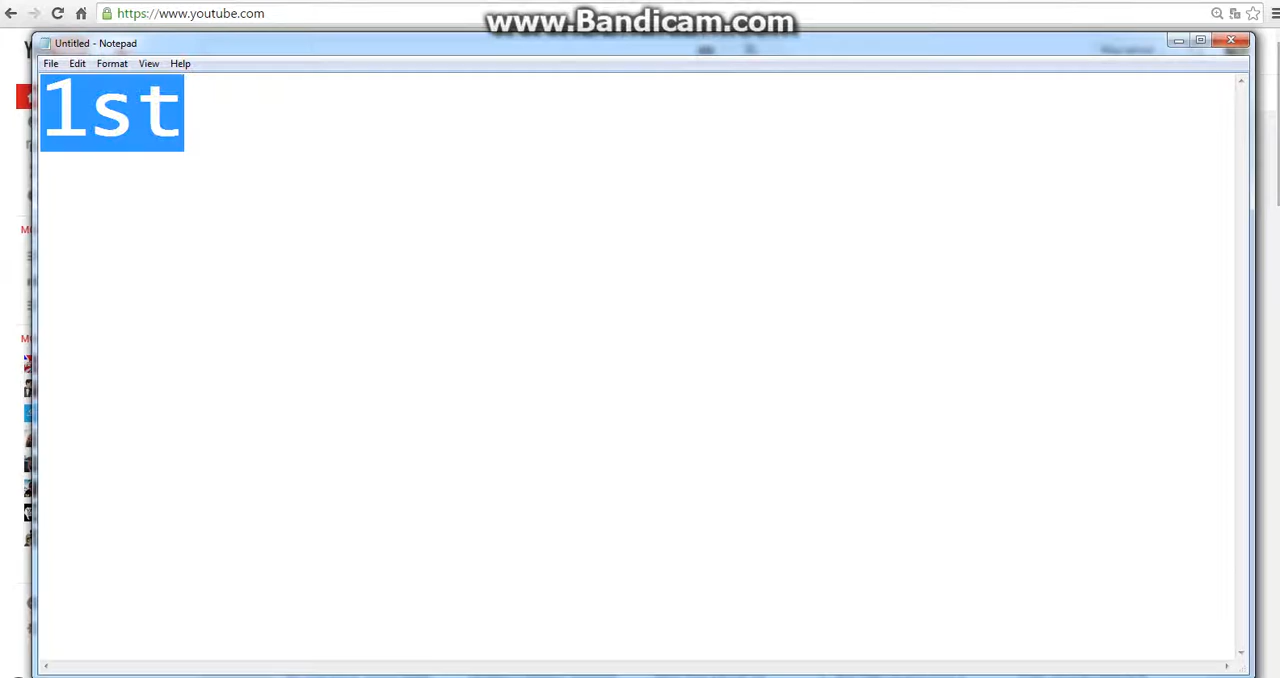 https://www.youtube.com
www.Bandicam.com
Untitled - Notepad
File Edit Format View Help
1st